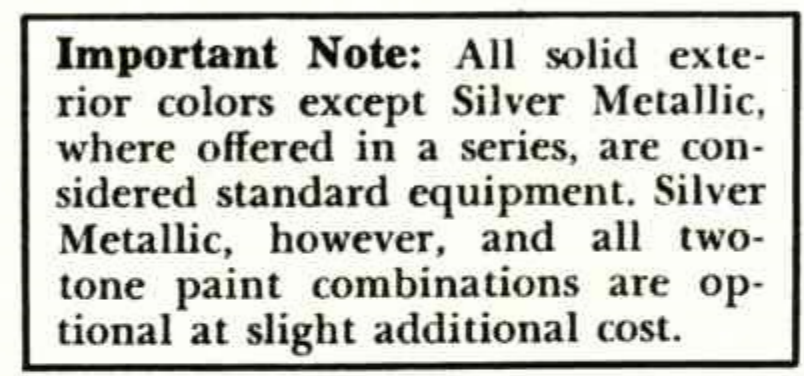 Important Note: All solid exte-
rior colors except Silver Metallic,
where offered in a series, are con-
sidered standard equipment. Silver
Metallic, however, and all two-
tone paint combinations are op-
tional at slight additional cost.